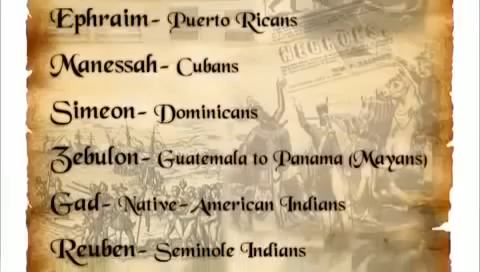 Ephraim- Puerto Ricans
NEGROES,
Manessah- Cubans
Simeon- Dominicans
Zebulon- Guatemala to Panama (Mayans)
Gad- Native-American Indians
Reuben- Seminole Indians